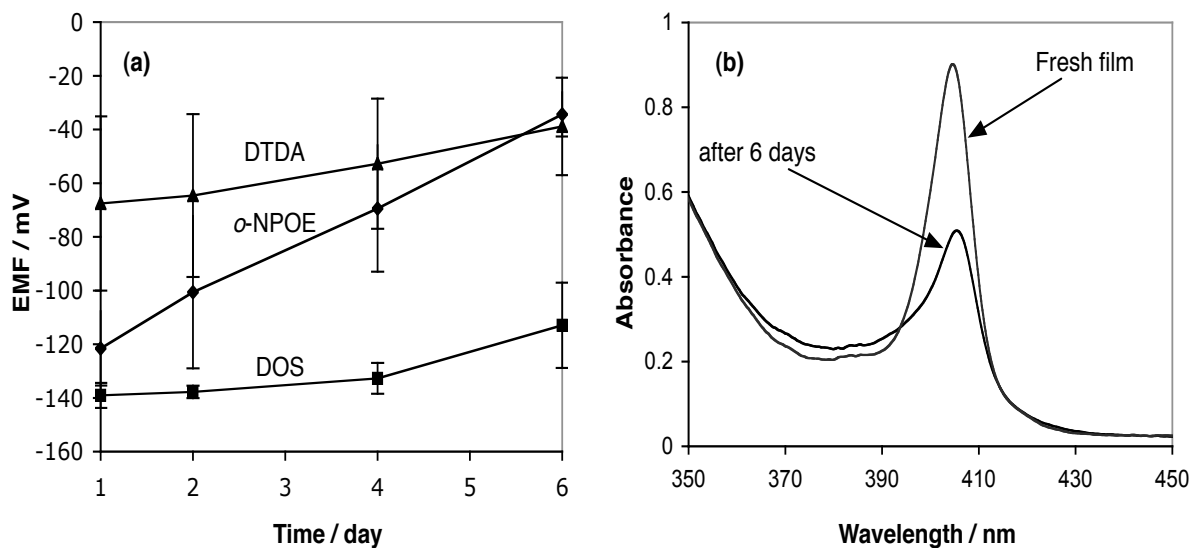 (a)
EMF / mV
0
-20
-40
-60
-80
-100
-120
-140
-160
DTDA
o-NPOE
DOS
1
2
3
4
5
6
Time / day
(b)
Absorbance
1
0.8
0.6
0.4
0.2
0
Fresh film
after 6 days
350
370
390
410
430
450
Wavelength / nm